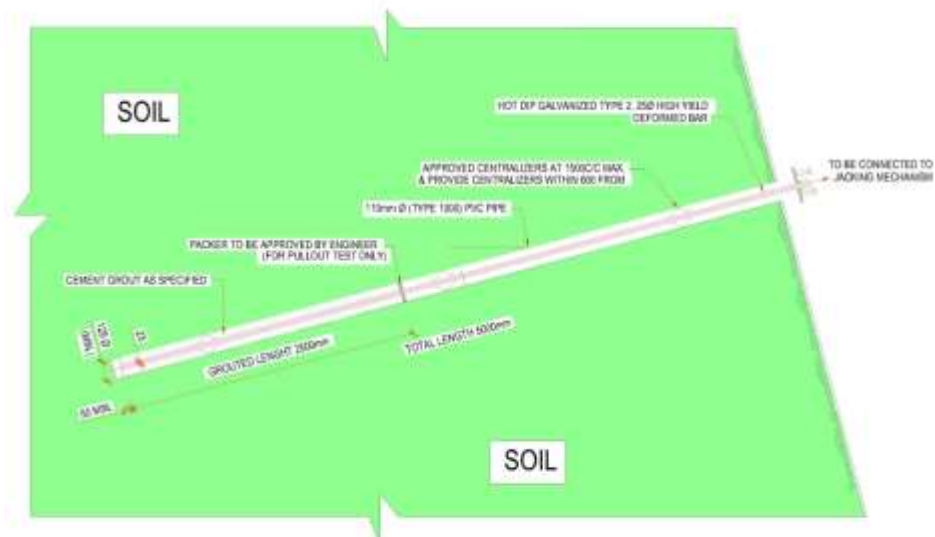 SOIL
HOT DIP GALVANIZED TYPE 2, 25Ø HIGH YIELD
DEFORMED BAR
APPROVED CENTRALIZERS AT 1500C/C MAX
& PROVIDE CENTRALIZERS WITHIN 600 FROM
TO BE CONNECTED TO
JACKING MECHANISM
110mm Ø (TYPE 1000) PVC PIPE
PACKER TO BE APPROVED BY ENGINEER
(FOR PULLOUT TEST ONLY)
CEMENT GROUT AS SPECIFIED
(MIN)
GROUTED LENGHT
TOTAL LENGTH
50 MIN.
SOIL